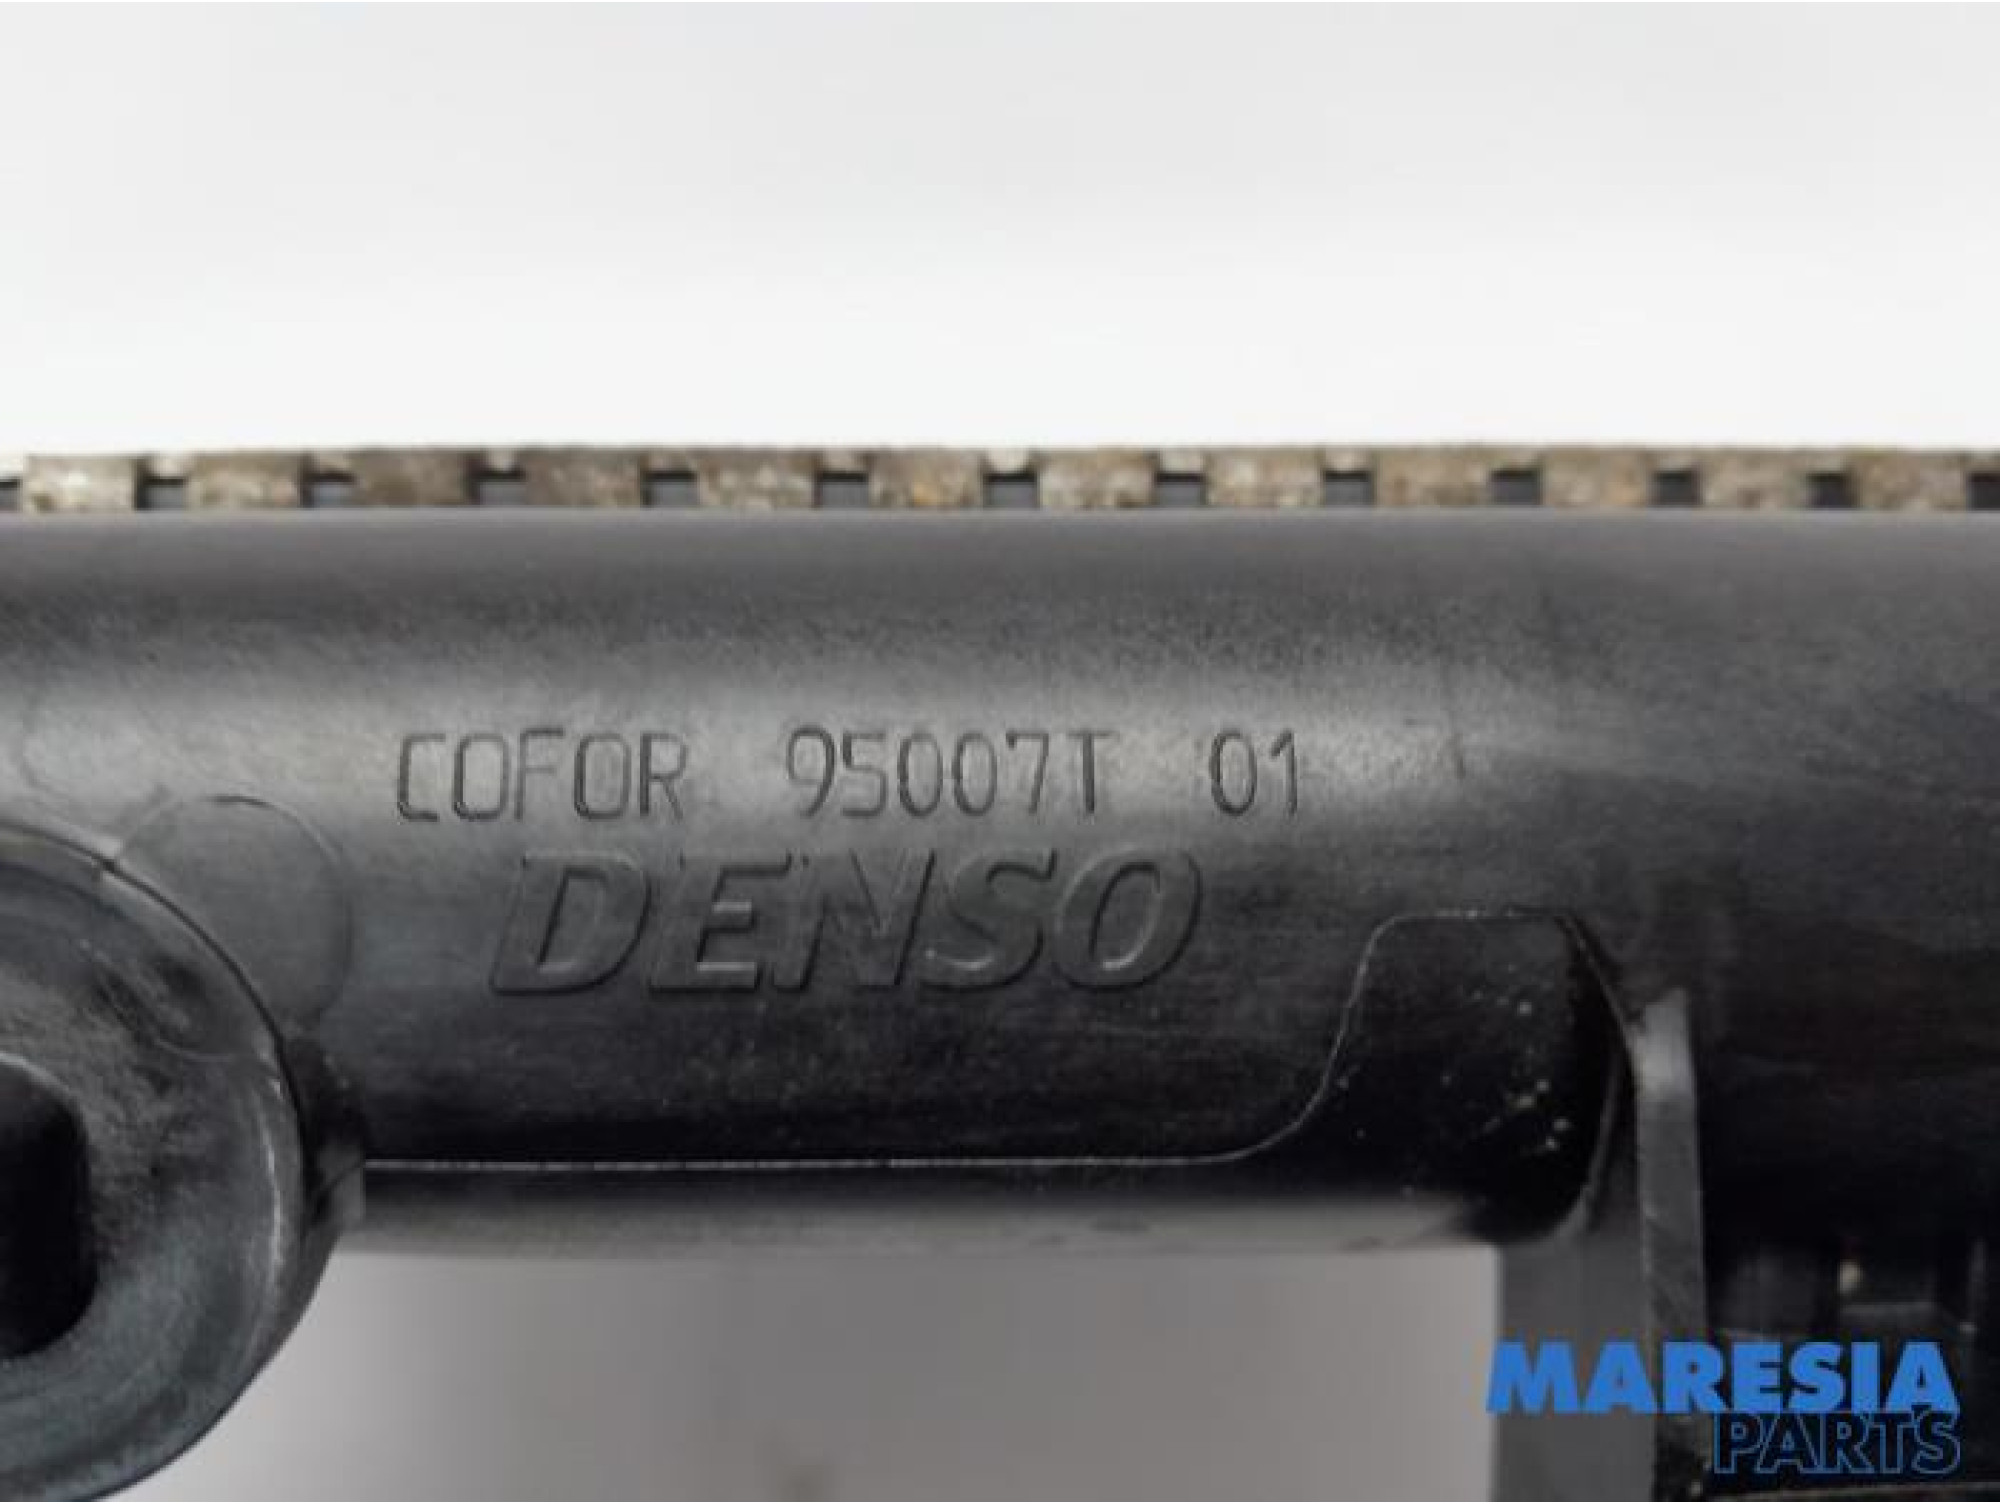 COFOR 95007T 01
DENSO
MARESIA
PARTS